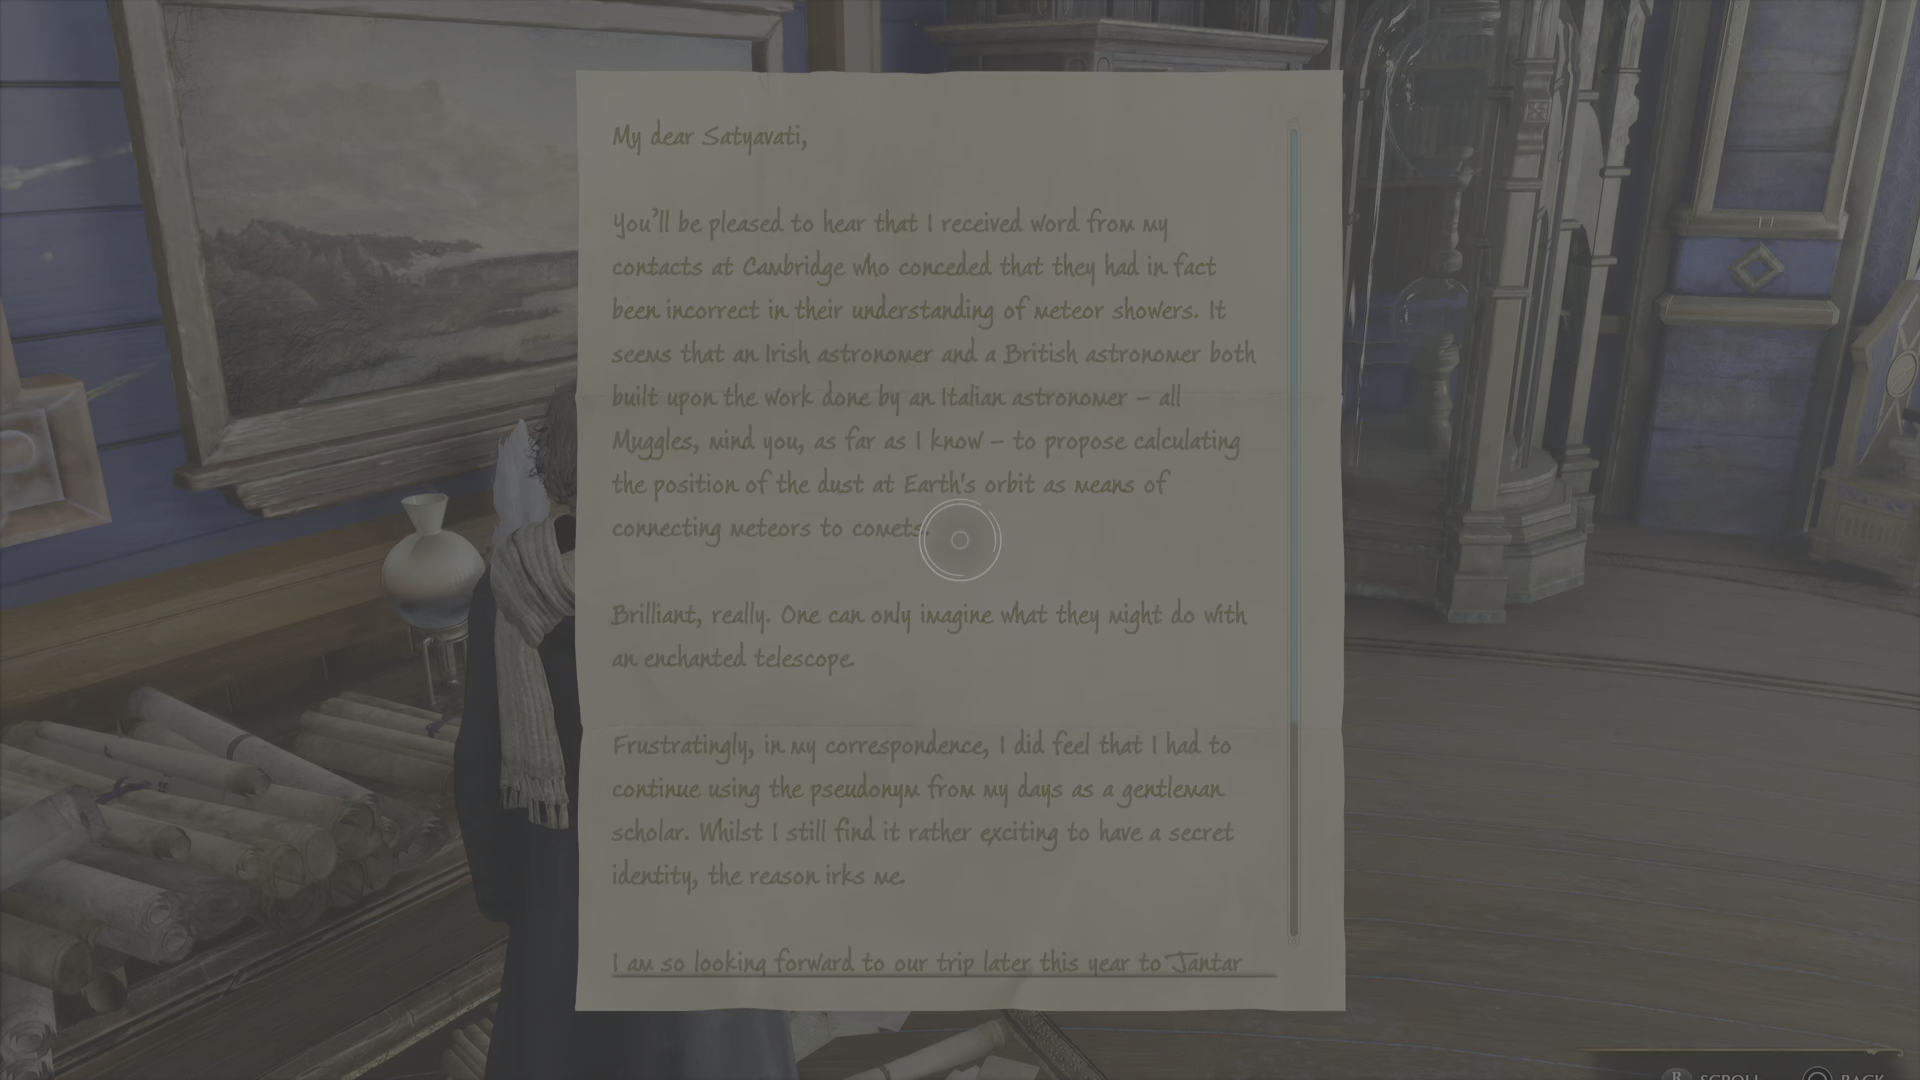 My dear Satyavati,
You'll be pleased to hear that I received word from my
contacts at Cambridge who conceded that they had in fact
been incorrect in their understanding of meteor showers. It
seems that an Irish astronomer and a British astronomer both
built upon the work done by an Italian astronomer – all
Muggles, mind you, as far as I know – to propose calculating
the position of the dust at Earth's orbit as means of
connecting meteors to comets.
Brilliant, really. One can only imagine what they might do with
an enchanted telescope.
Frustratingly, in my correspondence, I did feel that I had to
continue using the pseudonym from my days as a gentleman
scholar. Whilst I still find it rather exciting to have a secret
identity, the reason irks me.
I am so looking forward to our trip later this year to Jantar
R SCROLL BACK